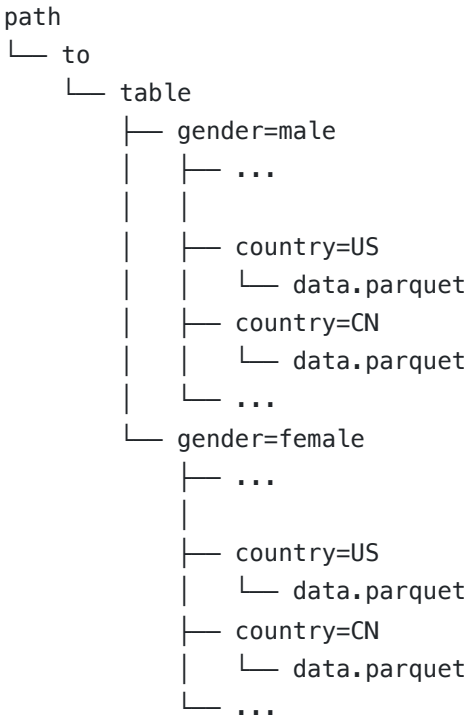 path
└── to
    └── table
        ├── gender=male
        │   ├── ...
        │   │
        │   ├── country=US
        │   │   └── data.parquet
        │   ├── country=CN
        │   │   └── data.parquet
        │   └── ...
        └── gender=female
            ├── ...
            │
            ├── country=US
            │   └── data.parquet
            ├── country=CN
            │   └── data.parquet
            └── ...